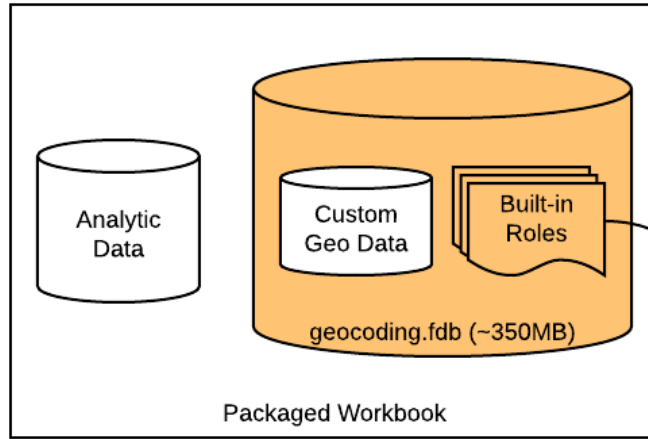 Analytic
Data
Custom
Geo Data
Built-in
Roles
geocoding.fdb (~350MB)
Packaged Workbook